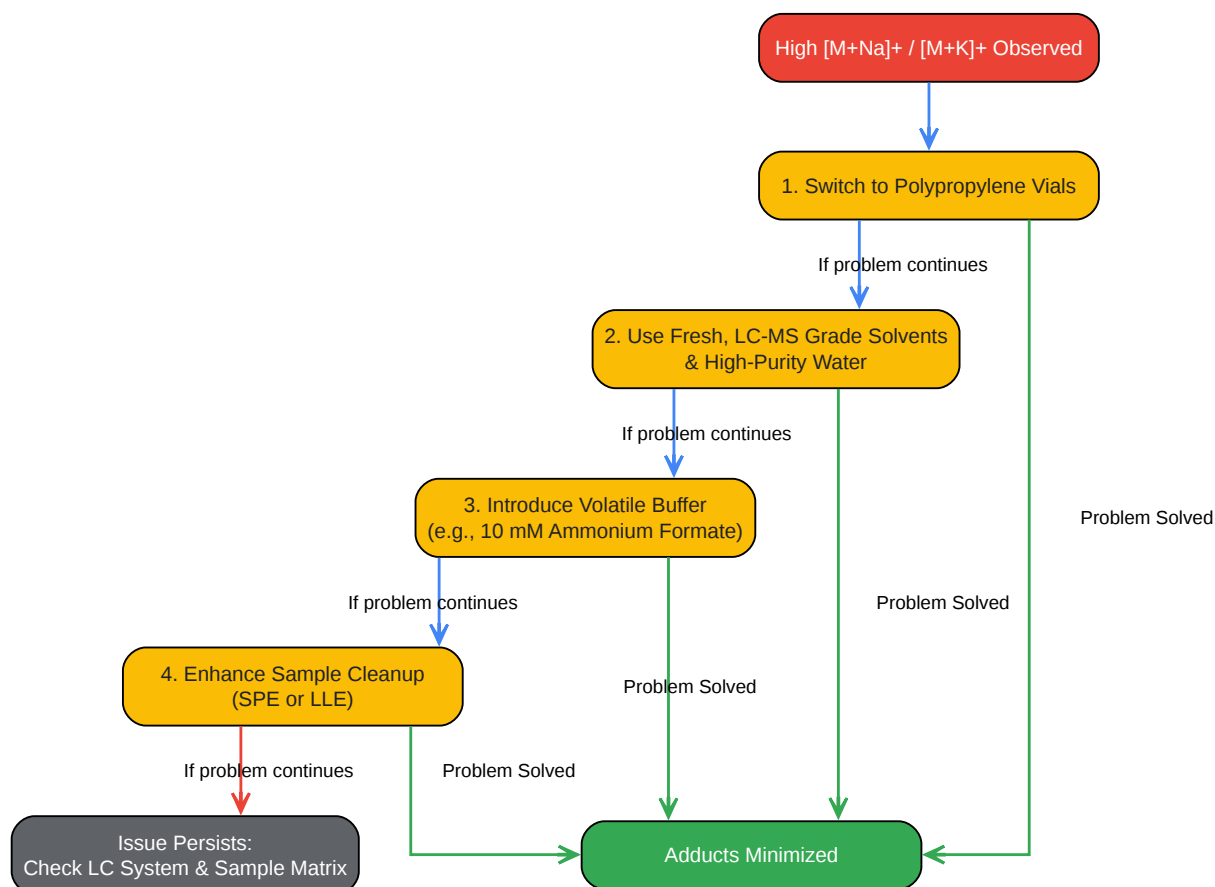 High [M+Na]+ / [M+K]+ Observed
1. Switch to Polypropylene Vials
If problem continues
2. Use Fresh, LC-MS Grade Solvents
& High-Purity Water
If problem continues
3. Introduce Volatile Buffer
(e.g., 10 mM Ammonium Formate)
Problem Solved
If problem continues
Problem Solved
4. Enhance Sample Cleanup
(SPE or LLE)
Problem Solved
If problem continues
Problem Solved
Issue Persists:
Check LC System & Sample Matrix
Adducts Minimized